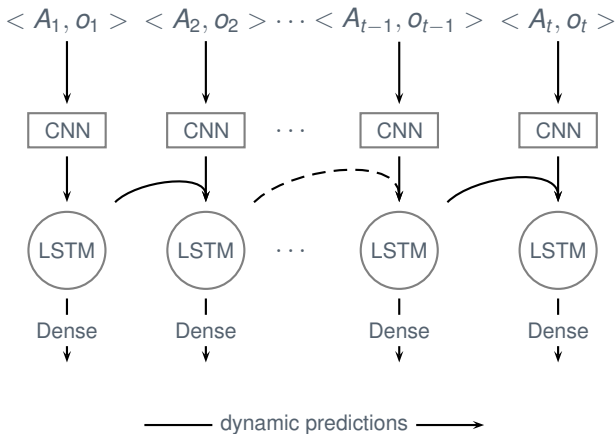 < A₁, o₁ > < A₂, o₂ > ··· < Aₜ₋₁, oₜ₋₁ > < Aₜ, oₜ >
CNN CNN ··· CNN CNN
LSTM LSTM ··· LSTM LSTM
Dense Dense Dense Dense
dynamic predictions